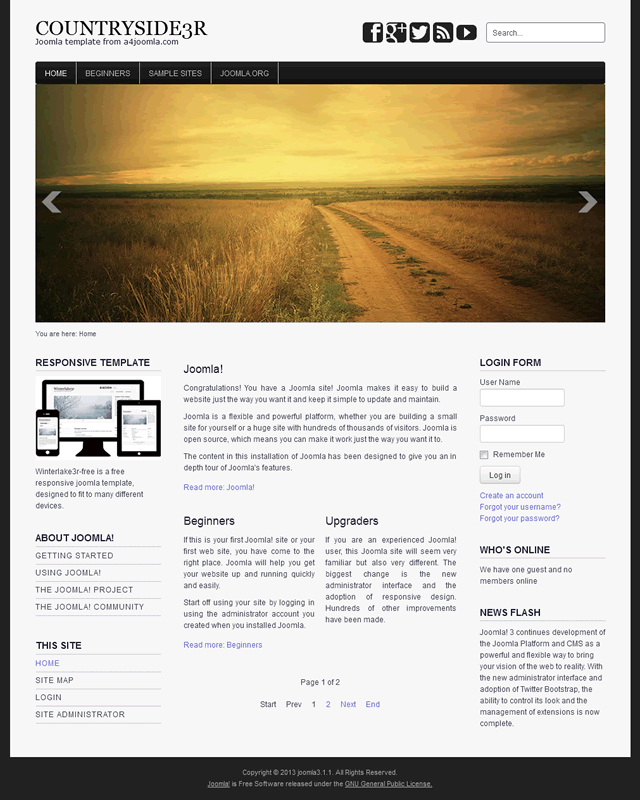 COUNTRYSIDE3R
Joomla template from a4joomla.com
Search...
HOME
BEGINNERS
SAMPLE SITES
JOOMLA.ORG
You are here: Home
RESPONSIVE TEMPLATE
Winterlake3r-free is a free
responsive joomla template,
designed to fit to many different
devices.
ABOUT JOOMLA!
GETTING STARTED
USING JOOMLA!
THE JOOMLA! PROJECT
THE JOOMLA! COMMUNITY
THIS SITE
HOME
SITE MAP
LOGIN
SITE ADMINISTRATOR
Joomla!
Congratulations! You have a Joomla site! Joomla makes it easy to build a
website just the way you want it and keep it simple to update and maintain.
Joomla is a flexible and powerful platform, whether you are building a small
site for yourself or a huge site with hundreds of thousands of visitors. Joomla is
open source, which means you can make it work just the way you want it to.
The content in this installation of Joomla has been designed to give you an in
depth tour of Joomla's features.
Read more: Joomla!
Beginners
If this is your first Joomla! site or your
first web site, you have come to the
right place. Joomla will help you get
your website up and running quickly
and easily.
Start off using your site by logging in
using the administrator account you
created when you installed Joomla.
Read more: Beginners
Upgraders
If you are an experienced Joomla!
user, this Joomla site will seem very
familiar but also very different. The
biggest change is the new
administrator interface and the
adoption of responsive design.
Hundreds of other improvements
have been made.
Page 1 of 2
Start Prev 1 2 Next End
LOGIN FORM
User Name
Password
Remember Me
Log in
Create an account
Forgot your username?
Forgot your password?
WHO'S ONLINE
We have one guest and no
members online
NEWS FLASH
Joomla! 3 continues development of
the Joomla Platform and CMS as a
powerful and flexible way to bring
your vision of the web to reality. With
the new administrator interface and
adoption of Twitter Bootstrap, the
ability to control its look and the
management of extensions is now
complete.
Copyright © 2013 joomla3.1.1. All Rights Reserved.
Joomla! is Free Software released under the GNU General Public License.